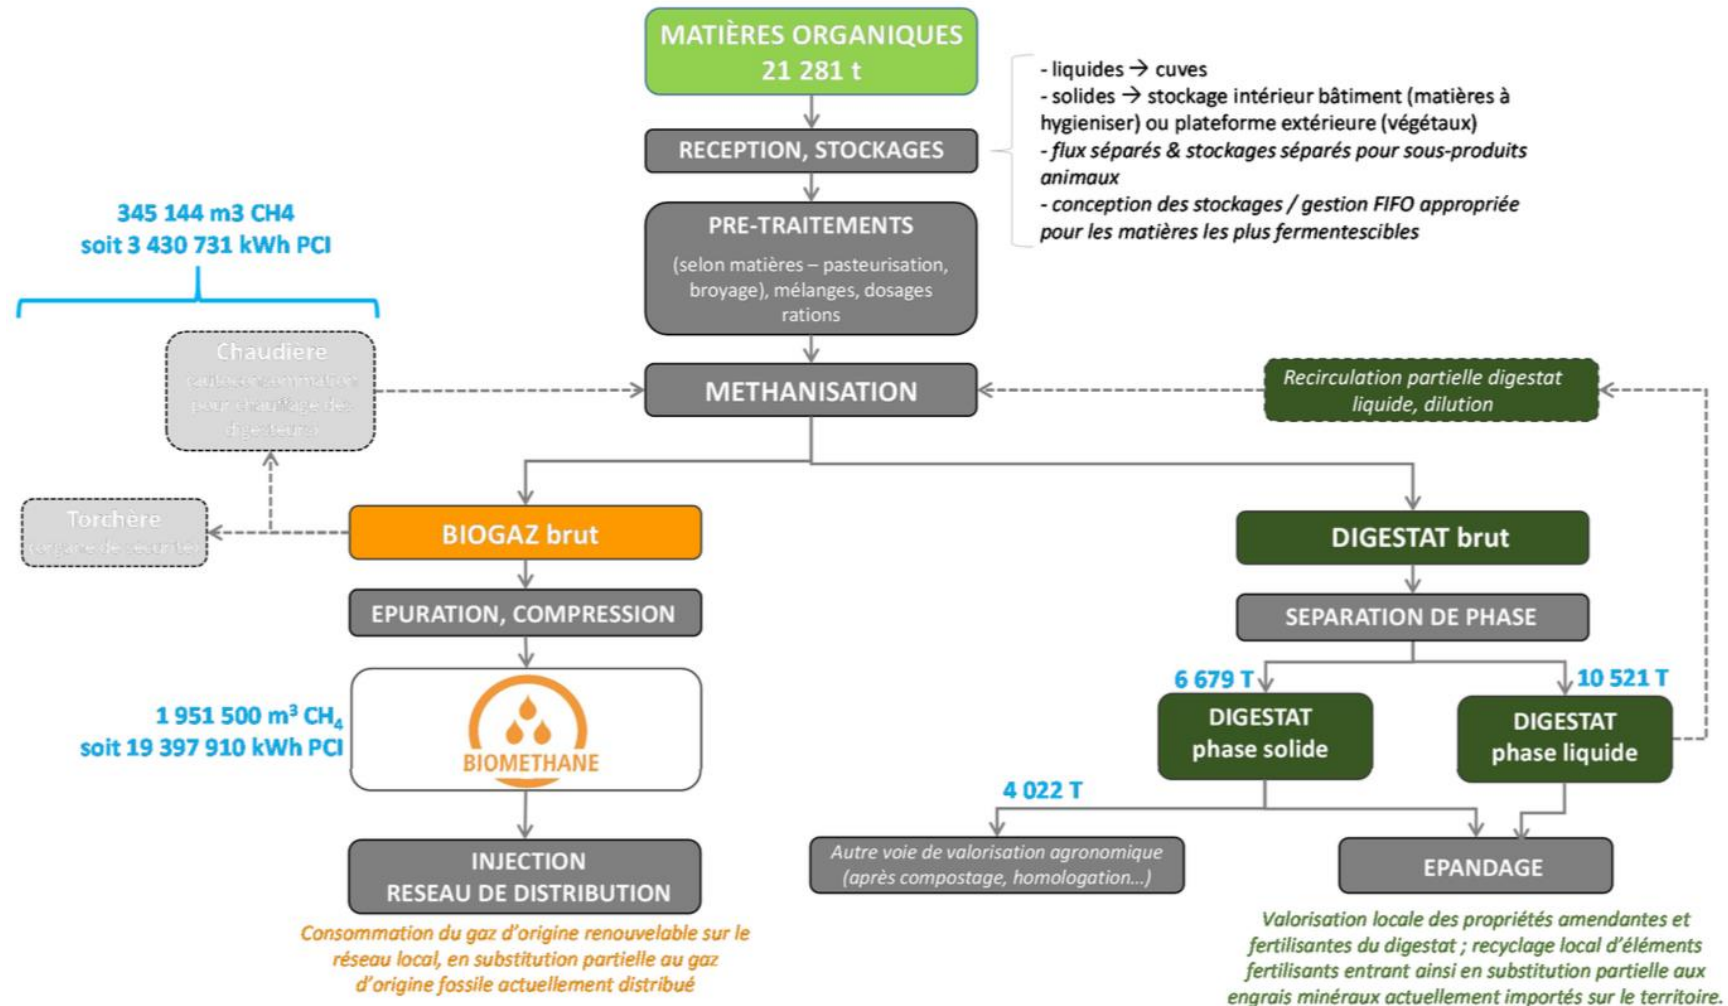 MATIÈRES ORGANIQUES
21 281 t
- liquides → cuves
- solides → stockage intérieur bâtiment (matières à
hygieniser) ou plateforme extérieure (végétaux)
- flux séparés & stockages séparés pour sous-produits
animaux
- conception des stockages / gestion FIFO appropriée
pour les matières les plus fermentescibles
RECEPTION, STOCKAGES
PRE-TRAITEMENTS
(selon matières – pasteurisation,
broyage), mélanges, dosages
rations
345 144 m3 CH4
soit 3 430 731 kWh PCI
Chaudière
(autoconsommation
pour chauffage des
digesteurs)
METHANISATION
Recirculation partielle digestat
liquide, dilution
Torchère
(organe de sécurité)
BIOGAZ brut
DIGESTAT brut
EPURATION, COMPRESSION
SEPARATION DE PHASE
1 951 500 m³ CH₄
soit 19 397 910 kWh PCI
BIOMETHANE
6 679 T
10 521 T
DIGESTAT
phase solide
DIGESTAT
phase liquide
4 022 T
INJECTION
RESEAU DE DISTRIBUTION
Autre voie de valorisation agronomique
(après compostage, homologation...)
EPANDAGE
Consommation du gaz d'origine renouvelable sur le
réseau local, en substitution partielle au gaz
d'origine fossile actuellement distribué
Valorisation locale des propriétés amendantes et
fertilisantes du digestat ; recyclage local d'éléments
fertilisants entrant ainsi en substitution partielle aux
engrais minéraux actuellement importés sur le territoire.